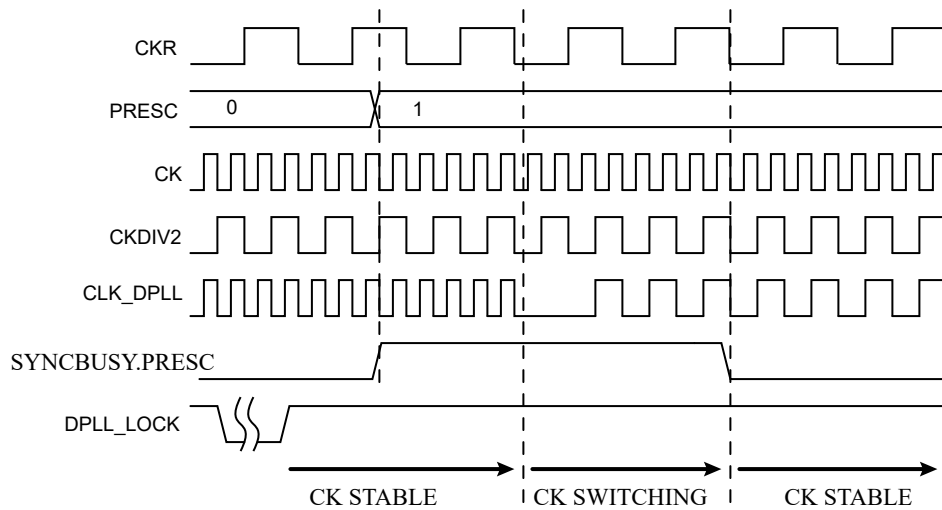 CKR
PRESC
0
1
CK
CKDIV2
CLK_DPLL
SYNCBUSY.PRESC
DPLL_LOCK
CK STABLE
CK SWITCHING
CK STABLE